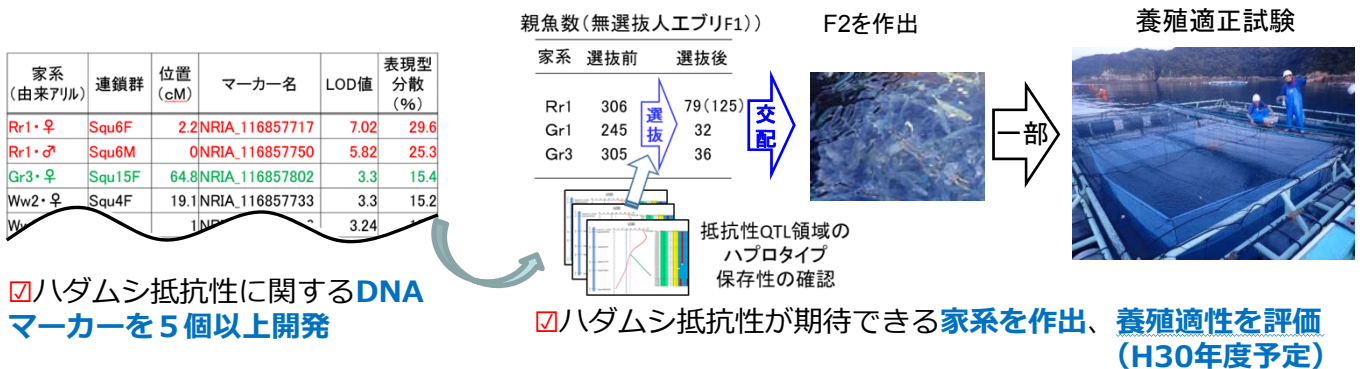 家系
(由来アリル)
連鎖群
位置
(cM)
マーカー名
LOD値
表現型
分散
(%)
Rr1・♀ Squ6F 2.2 NRIA_116857717 7.02 29.6
Rr1・♂ Squ6M 0 NRIA_116857750 5.82 25.3
Gr3・♀ Squ15F 64.8 NRIA_116857802 3.3 15.4
Ww2・♀ Squ4F 19.1 NRIA_116857733 3.3 15.2
3.24
☑ハダムシ抵抗性に関するDNA
マーカーを５個以上開発
親魚数(無選抜人エブリF1))
家系 選抜前 選抜後
Rr1 306 79(125)
Gr1 245 32
Gr3 305 36
選抜
交配
F2を作出
一部
養殖適正試験
抵抗性QTL領域の
ハプロタイプ
保存性の確認
☑ハダムシ抵抗性が期待できる家系を作出、養殖適性を評価
（H30年度予定）